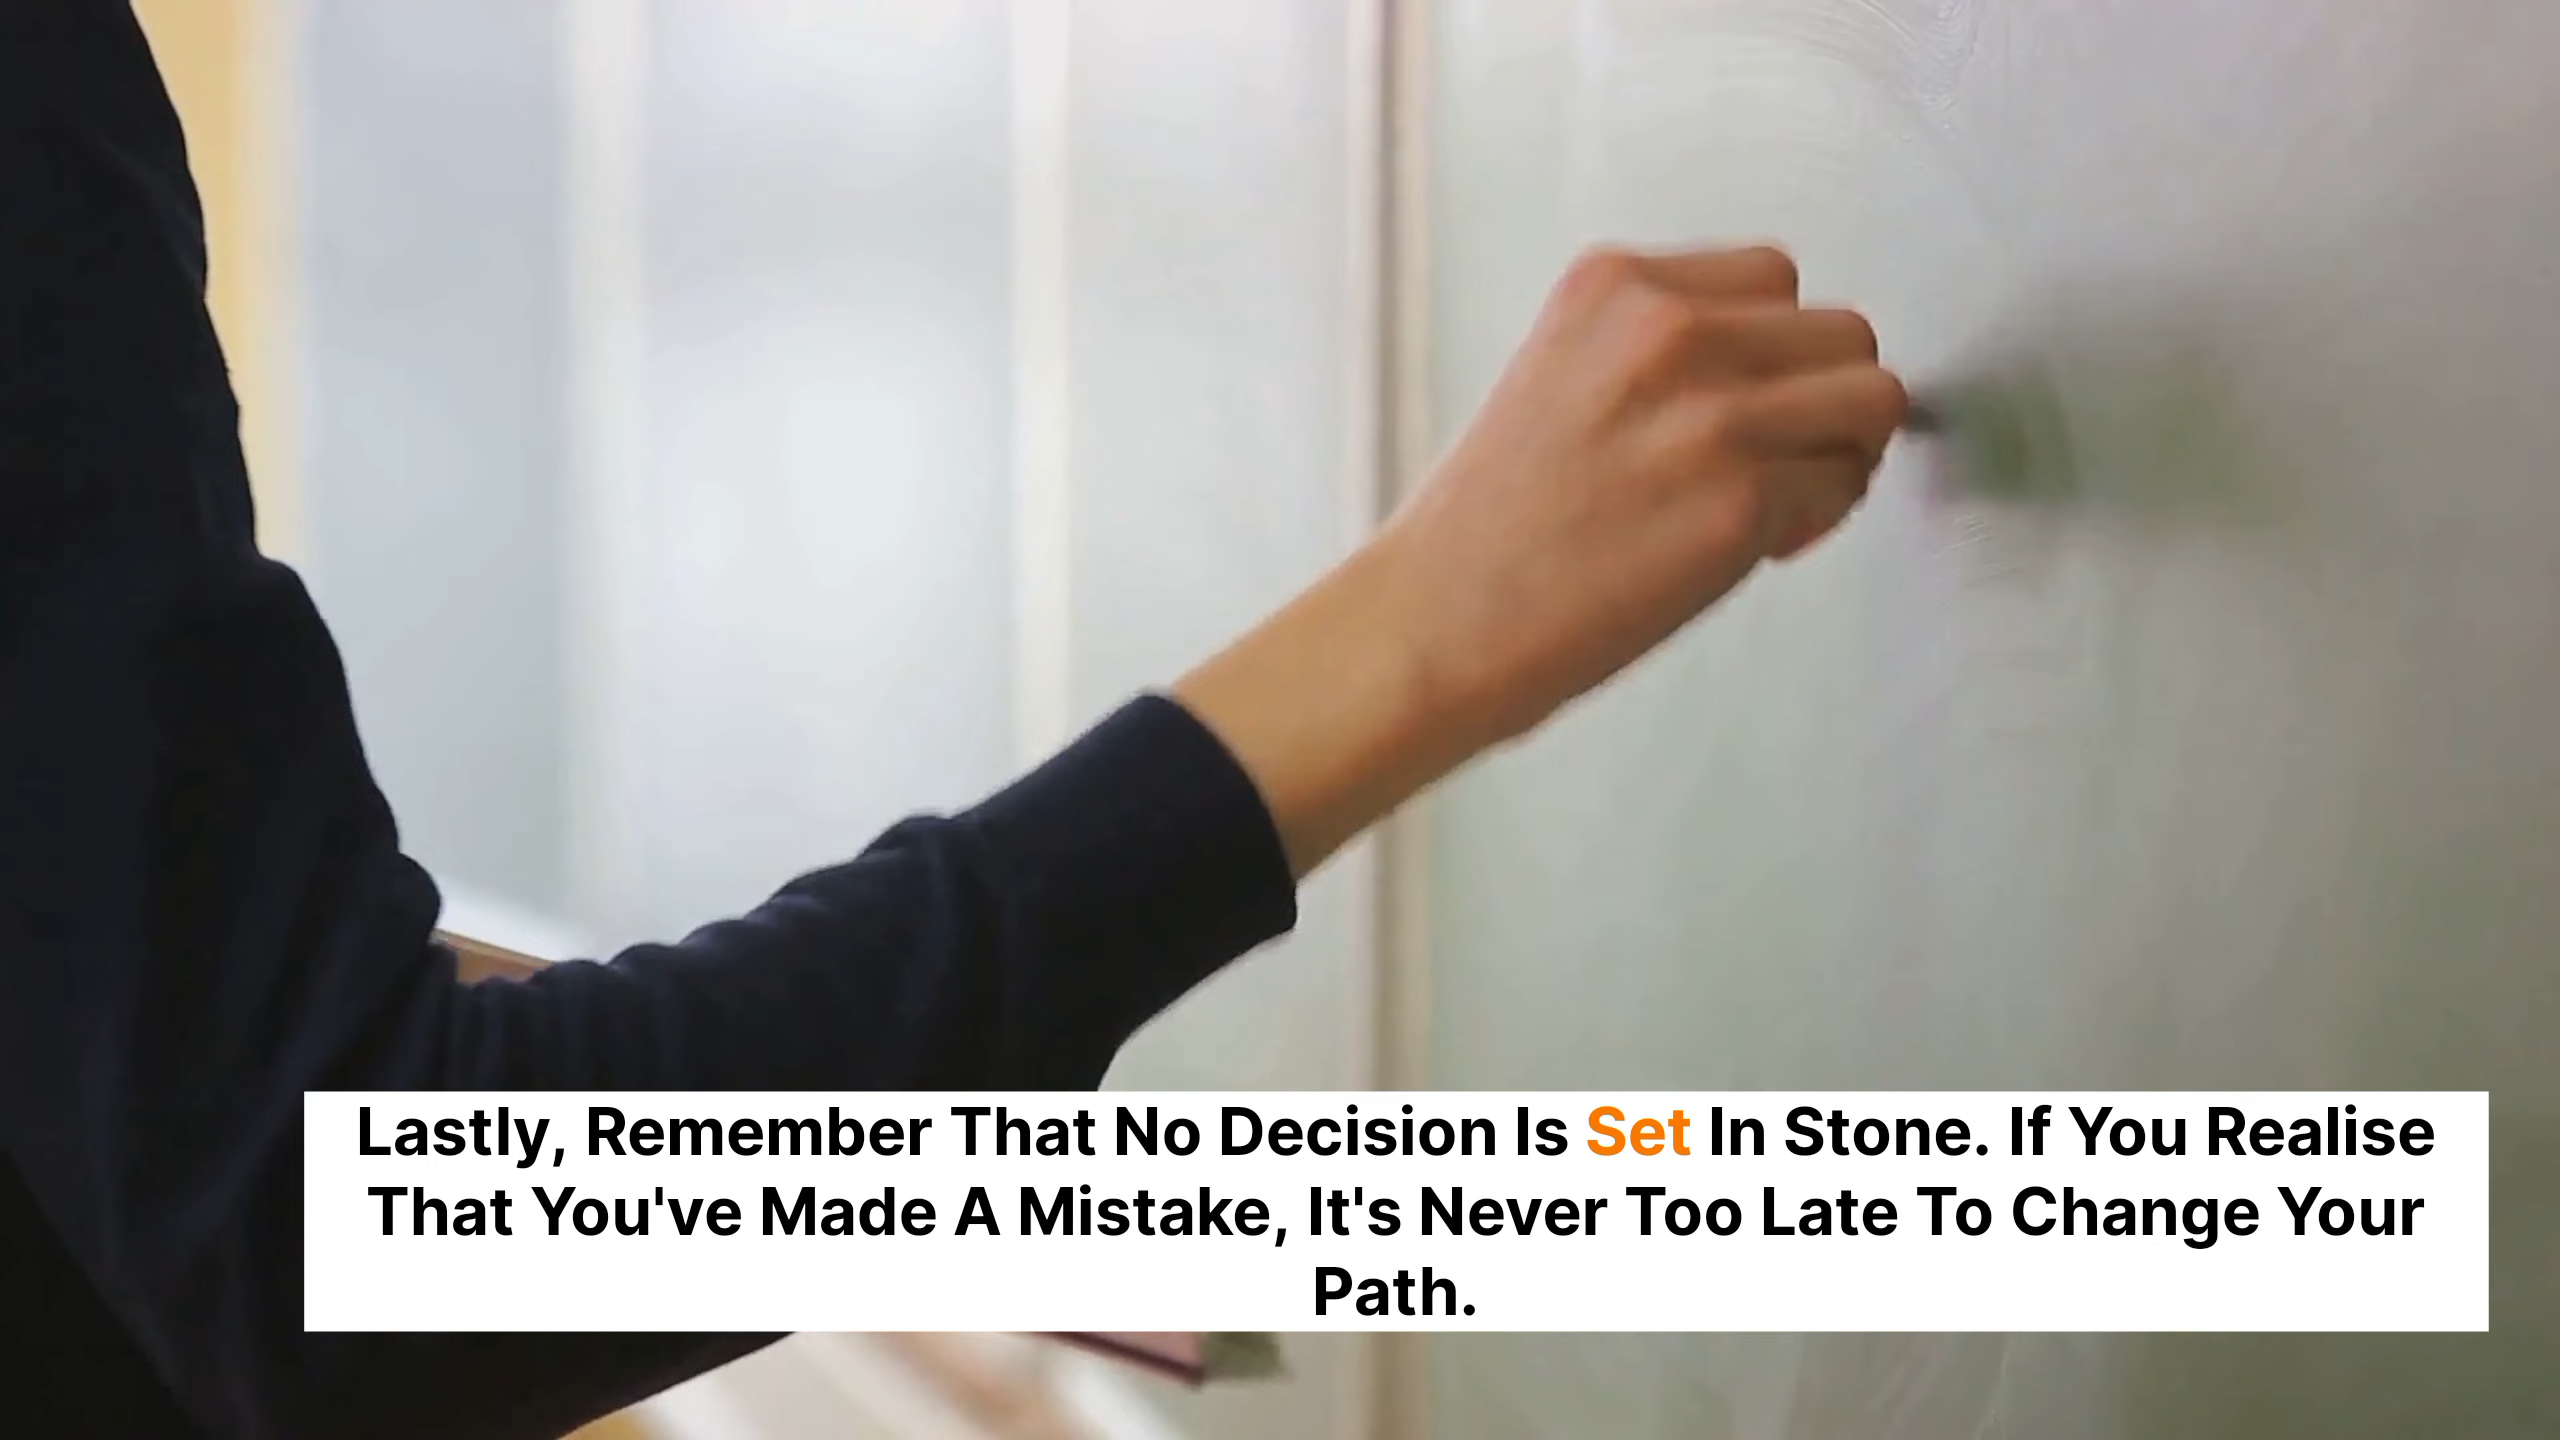 Lastly, Remember That No Decision Is Set In Stone. If You Realise
That You've Made A Mistake, It's Never Too Late To Change Your
Path.